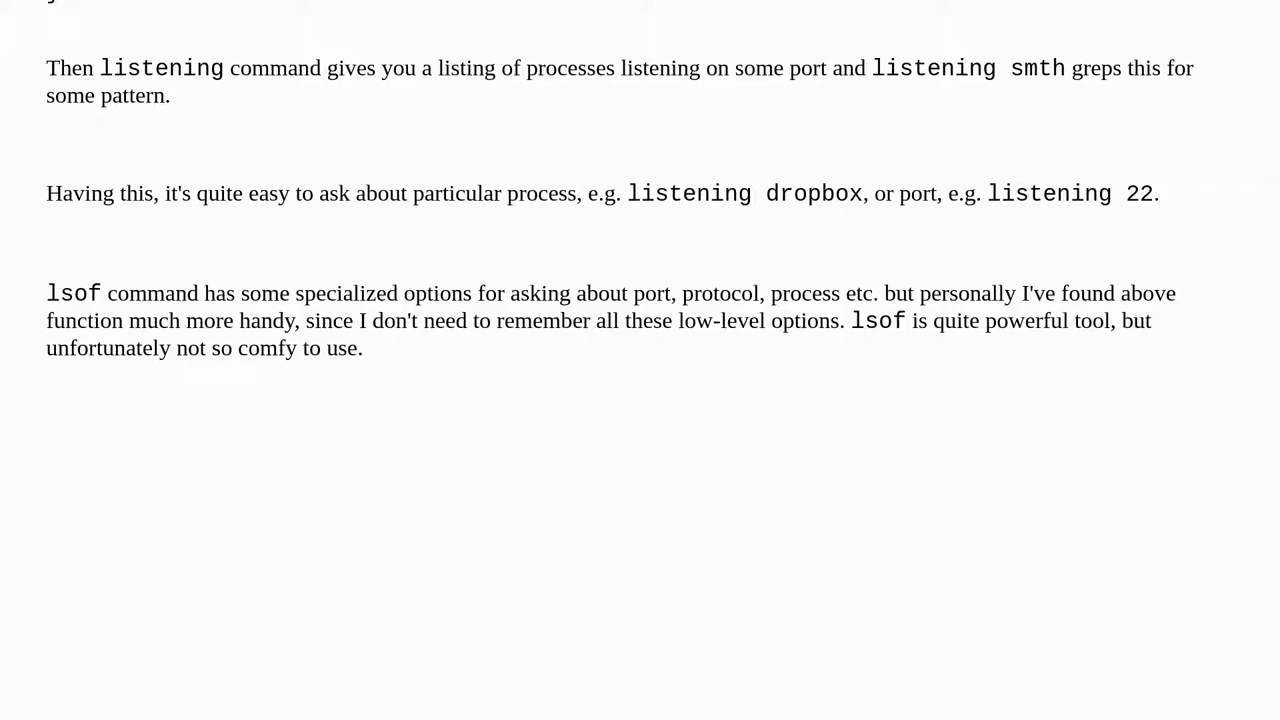 Then listening command gives you a listing of processes listening on some port and listening smth greps this for
some pattern.
Having this, it's quite easy to ask about particular process, e.g. listening dropbox, or port, e.g. listening 22.
lsof command has some specialized options for asking about port, protocol, process etc. but personally I've found above
function much more handy, since I don't need to remember all these low-level options. lsof is quite powerful tool, but
unfortunately not so comfy to use.